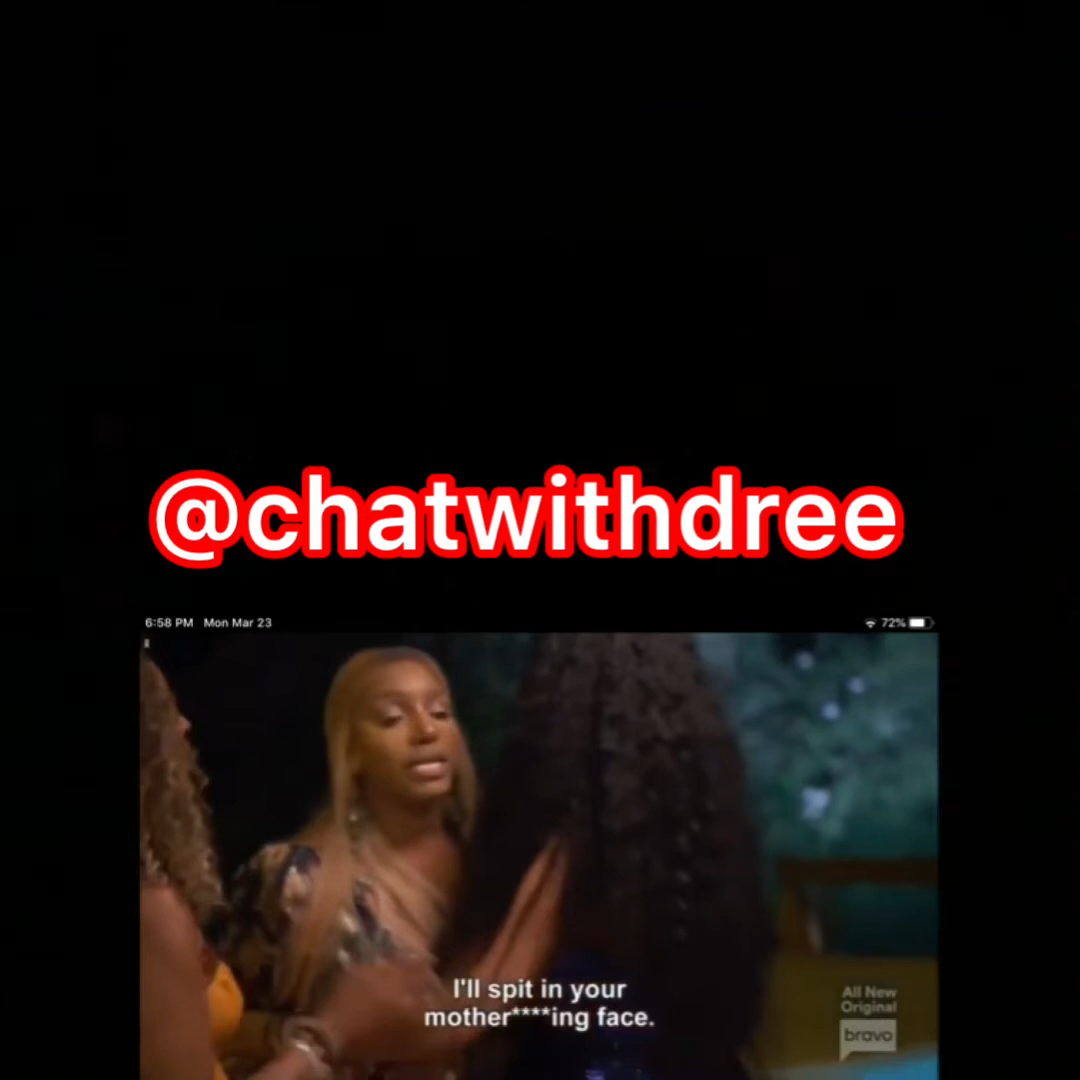 @chatwithdree
6:58 PM Mon Mar 23
72%
I'll spit in your
mother****ing face.
All New
Original
bravo